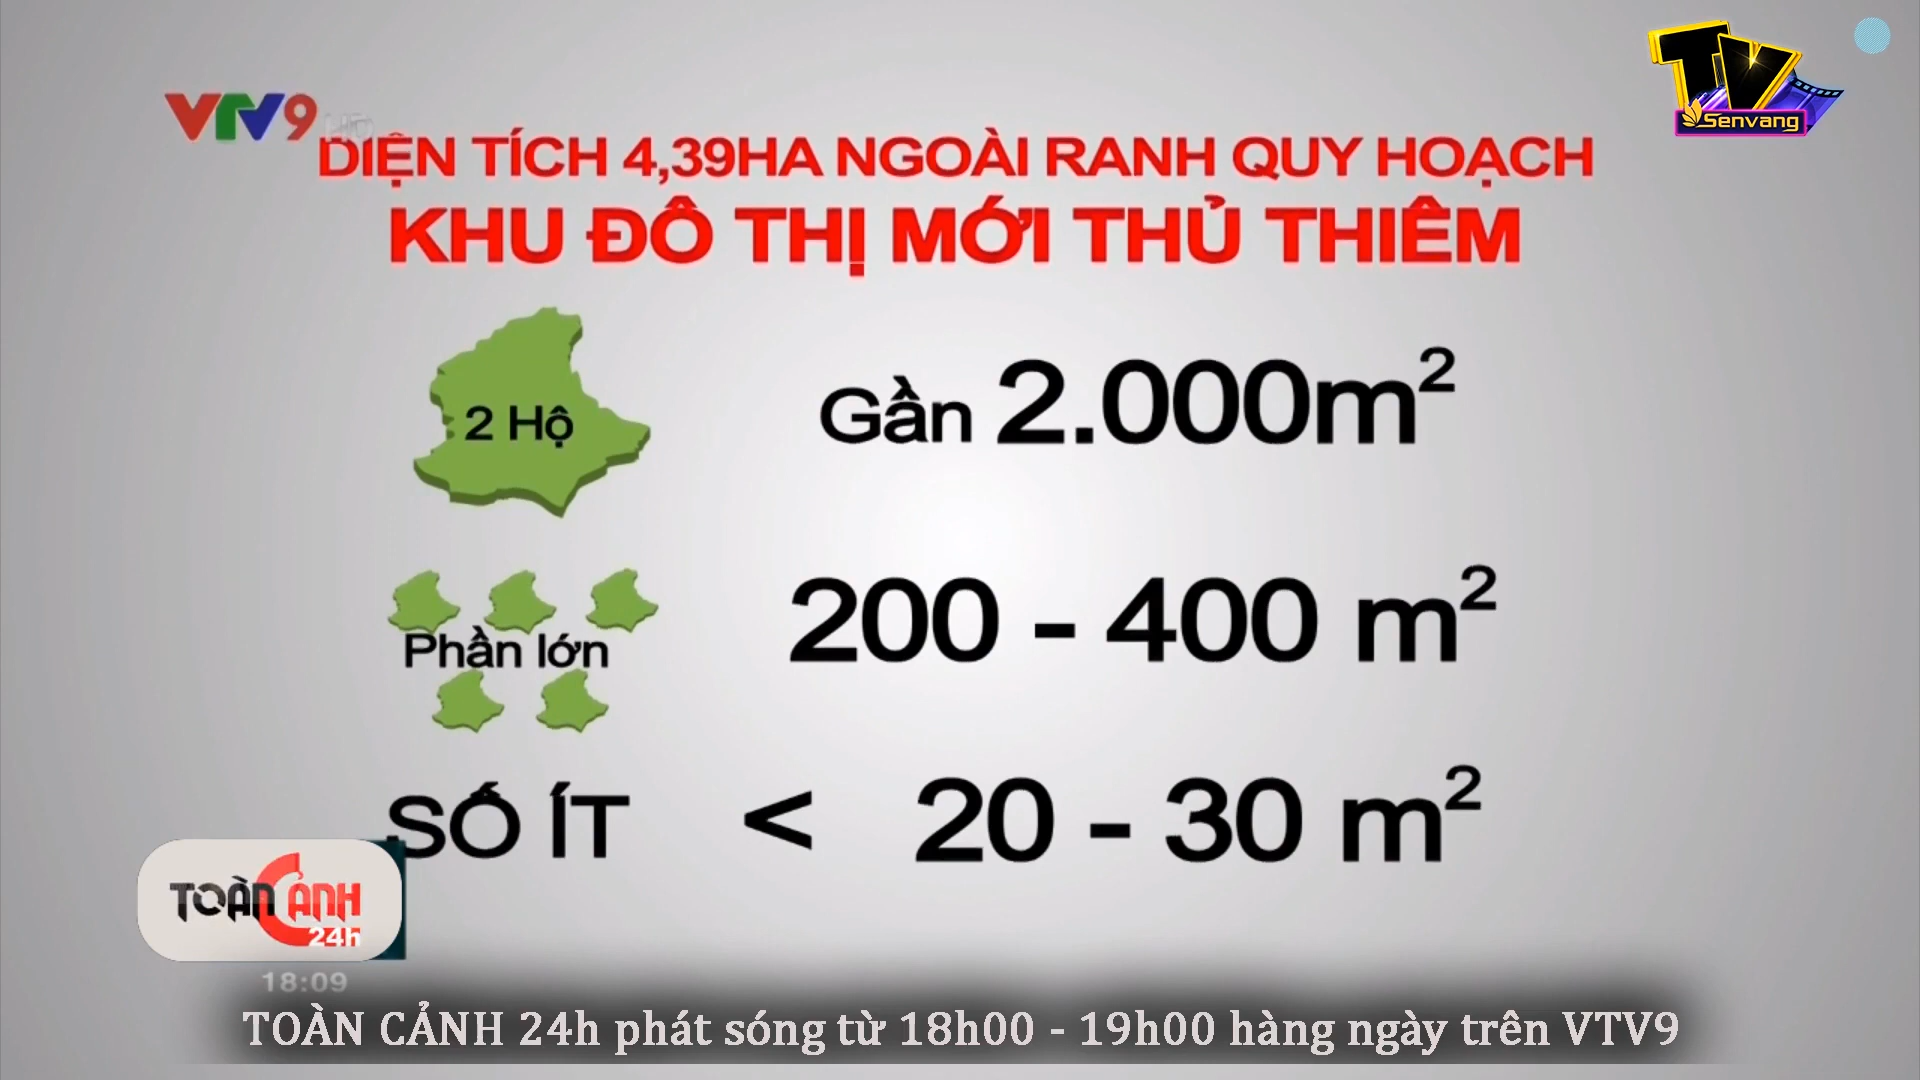 TV
Senvang
VTV9 HD
DIỆN TÍCH 4,39HA NGOÀI RANH QUY HOẠCH
KHU ĐÔ THỊ MỚI THỦ THIÊM
2 Hộ
Gần 2.000m²
Phần lớn
200 - 400 m²
SỐ ÍT < 20 - 30 m²
TOÀN CẢNH
24h
18:09
TOÀN CẢNH 24h phát sóng từ 18h00 - 19h00 hàng ngày trên VTV9